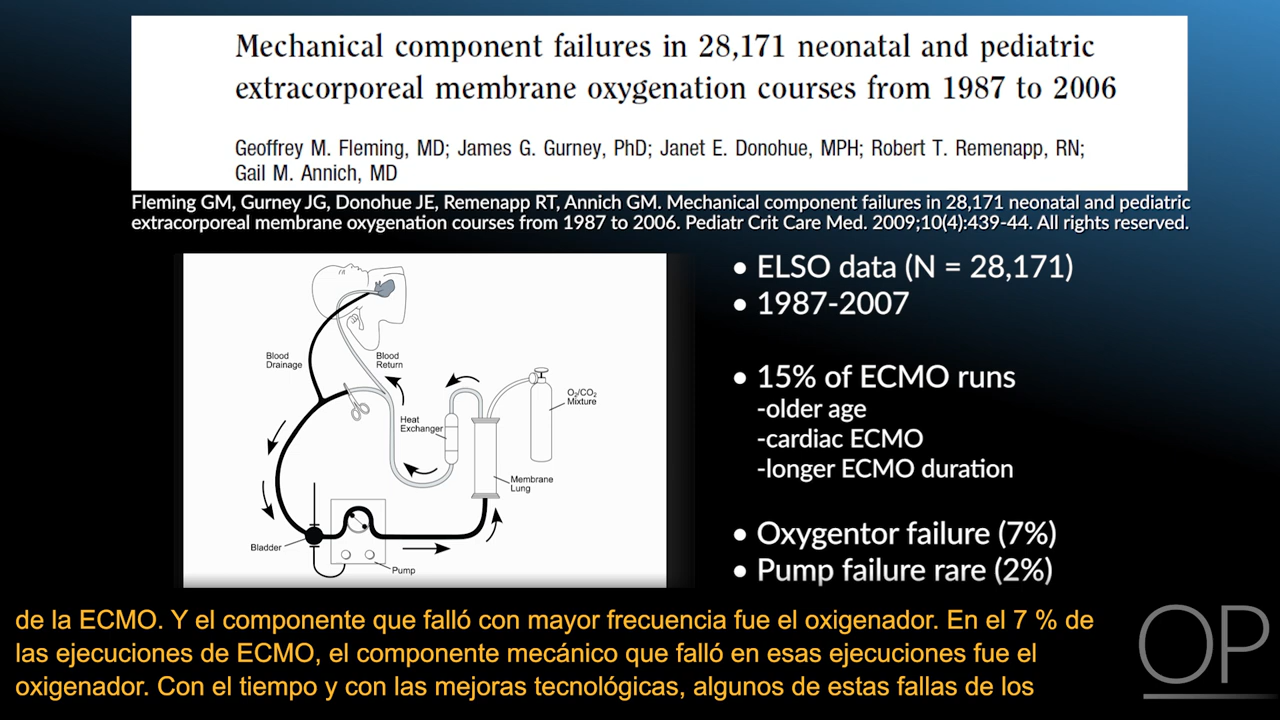 Mechanical component failures in 28,171 neonatal and pediatric
extracorporeal membrane oxygenation courses from 1987 to 2006
Geoffrey M. Fleming, MD; James G. Gurney, PhD; Janet E. Donohue, MPH; Robert T. Remenapp, RN;
Gail M. Annich, MD
Fleming GM, Gurney JG, Donohue JE, Remenapp RT, Annich GM. Mechanical component failures in 28,171 neonatal and pediatric
extracorporeal membrane oxygenation courses from 1987 to 2006. Pediatr Crit Care Med. 2009;10(4):439-44. All rights reserved.
Blood
Drainage
Blood
Return
O₂/CO₂
Mixture
Heat
Exchanger
Membrane
Lung
Bladder
Pump
• ELSO data (N = 28,171)
• 1987-2007
• 15% of ECMO runs
-older age
-cardiac ECMO
-longer ECMO duration
• Oxygentor failure (7%)
• Pump failure rare (2%)
de la ECMO. Y el componente que falló con mayor frecuencia fue el oxigenador. En el 7 % de
las ejecuciones de ECMO, el componente mecánico que falló en esas ejecuciones fue el
oxigenador. Con el tiempo y con las mejoras tecnológicas, algunos de estas fallas de los
OP